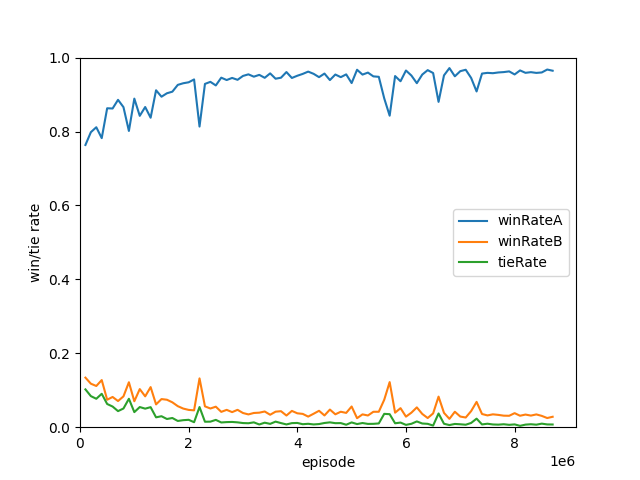 1.0
0.8
0.6
0.4
0.2
0.0
win/tie rate
winRateA
winRateB
tieRate
0 2 4 6 8
1e6
episode